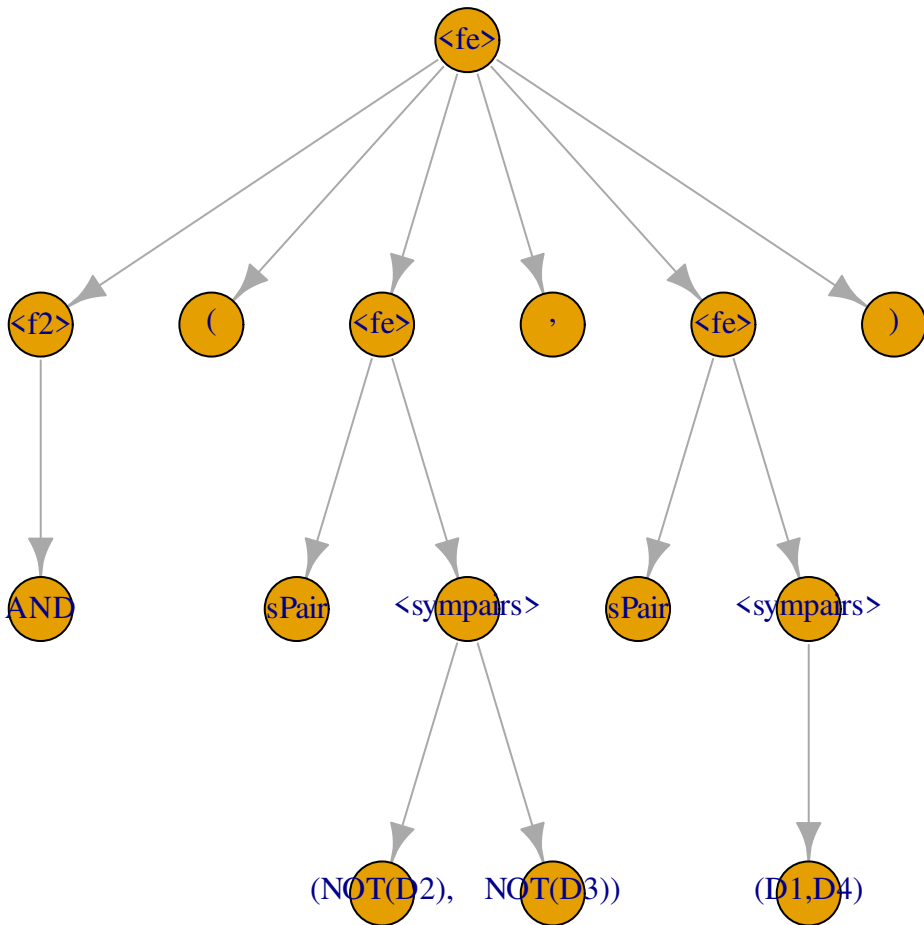 <fe>
<f2> ( <fe> , <fe> )
AND sPair <sympairs> sPair <sympairs>
(NOT(D2), NOT(D3)) (D1,D4)